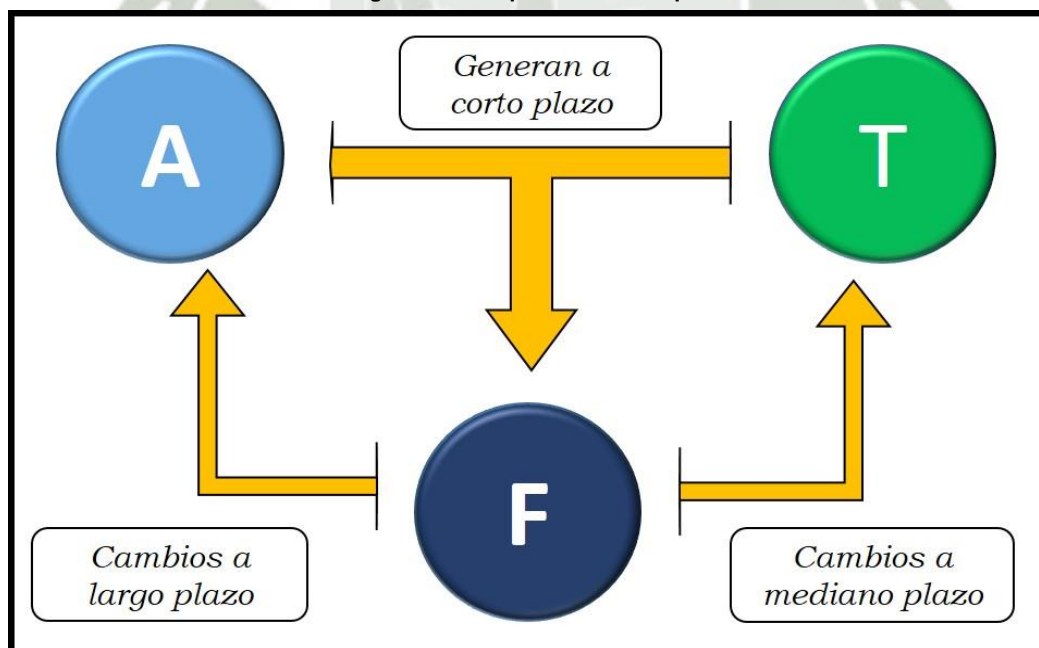 Generan a
corto plazo
A
T
F
Cambios a
largo plazo
Cambios a
mediano plazo